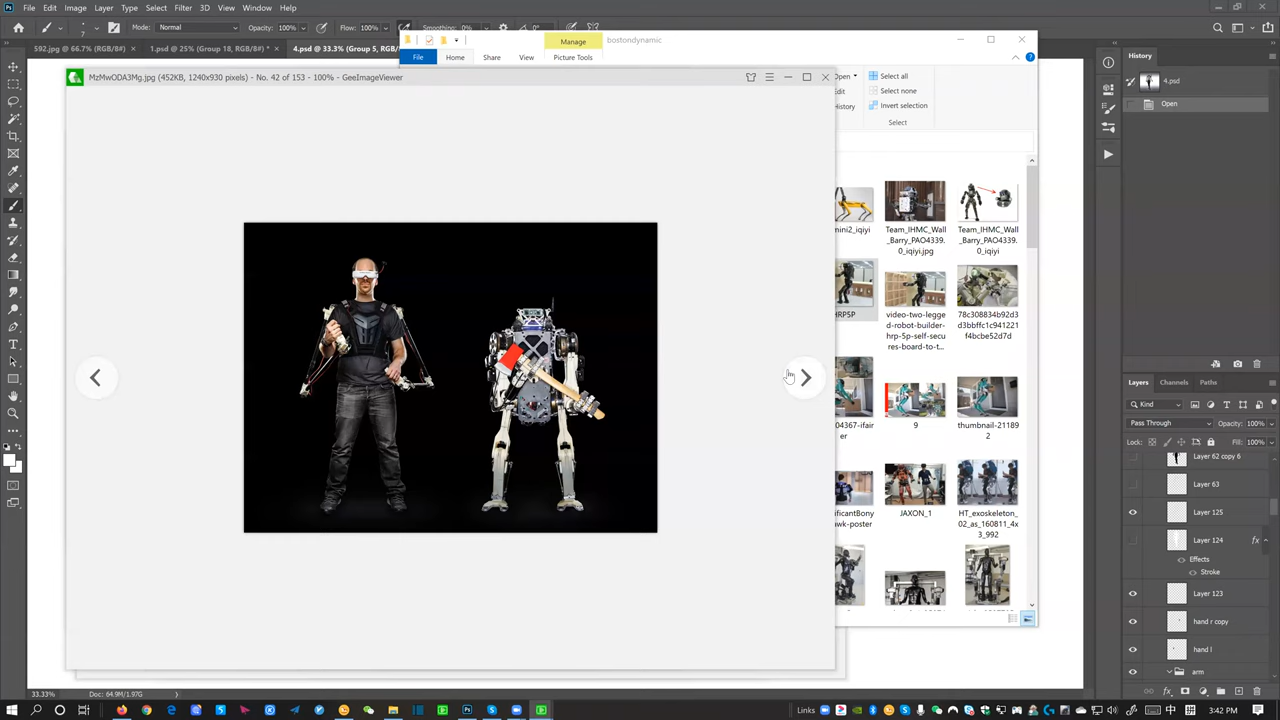 File Edit Image Layer Type Select Filter 3D View Window Help
Opacity: 100% Flow: 100% Smoothing: 0% 0°
592.jpg @ 66.7% (RGB/8#) 1.psd @ 25% (Group 18, RGB/8#) * 4.psd @ 33.3% (Group 5, RGB/8#)
Manage bostondynamic
File Home Share View Picture Tools
MzMwODA3Mg.jpg (452KB, 1240x930 pixels) - No. 42 of 153 - 100% - GeeImageViewer
Open
Edit
History
Select all
Select none
Invert selection
Select
mini2_iqiyi
Team_IHMC_Wall
_Barry_PAO4339.
0_iqiyi.jpg
Team_IHMC_Wall
_Barry_PAO4339.
0_iqiyi
HRP5P
video-two-legge
d-robot-builder-
hrp-5p-self-secu
res-board-to-t...
78c308834b92d3
d3bbffc1c941221
f4bcbe52d7d
04367-ifair
er
9
thumbnail-21189
2
ificantBony
wk-poster
JAXON_1
HT_exoskeleton_
02_as_160811_4x
3_992
History
4.psd
Open
Layers Channels Paths
Kind
Pass Through Opacity: 100%
Lock: Fill: 100%
Layer 62 copy 6
Layer 63
Layer 125
Layer 124 fx
Effects
Stroke
Layer 123
hand r copy
hand l
arm
33.33% Doc: 64.9M/1.97G
Links 中 3:42 PM